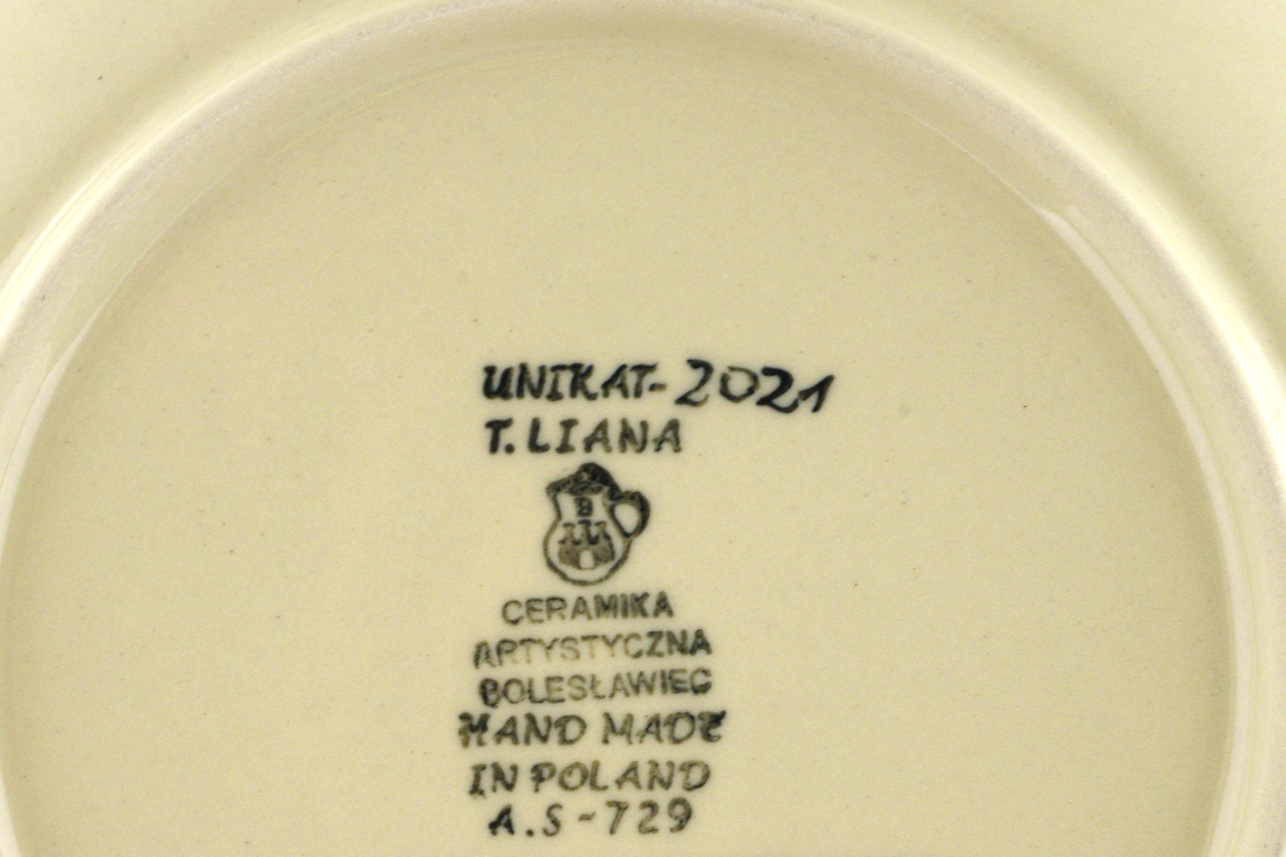 UNIKAT-2021
T. LIANA
B
CERAMIKA
ARTYSTYCZNA
BOLESŁAWIEC
HAND MADE
IN POLAND
A.S-729